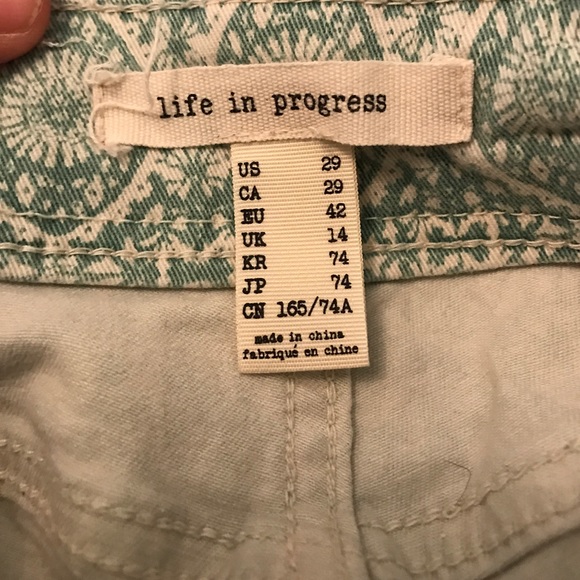 life in progress
US 29
CA 29
EU 42
UK 14
KR 74
JP 74
CN 165/74A
made in china
fabriqué en chine